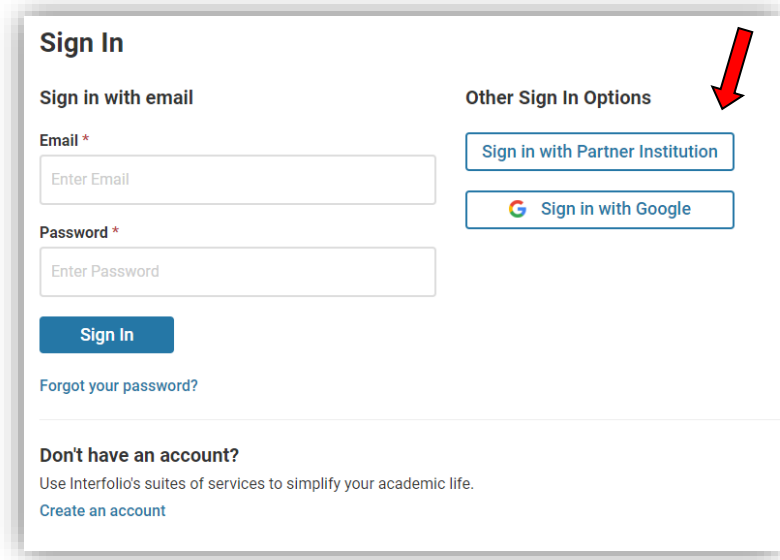 Sign In
Sign in with email
Email *
Enter Email
Password *
Enter Password
Sign In
Forgot your password?
Other Sign In Options
Sign in with Partner Institution
Sign in with Google
Don't have an account?
Use Interfolio's suites of services to simplify your academic life.
Create an account